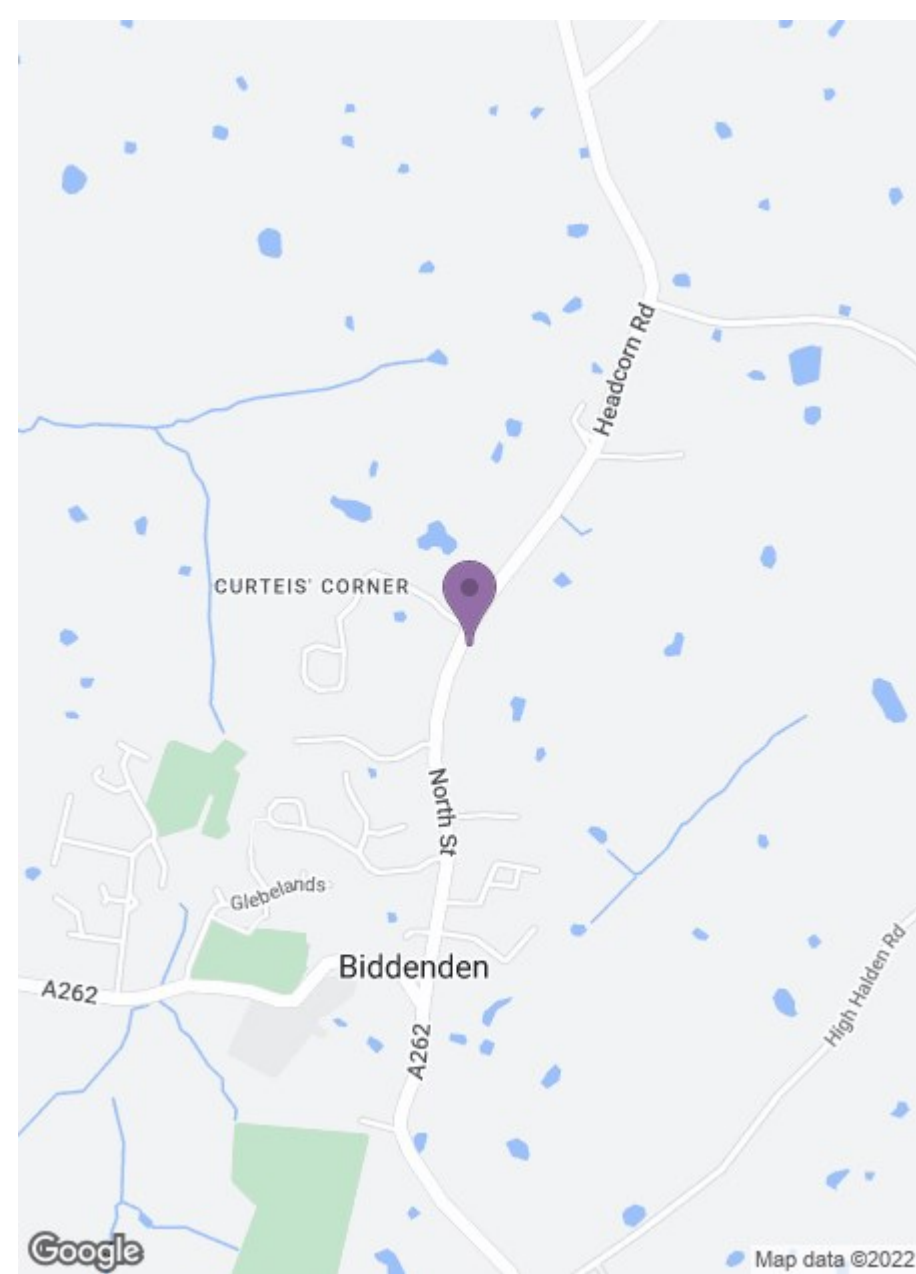 Headcorn Rd
CURTEIS' CORNER
North St
Glebelands
Biddenden
A262
High Halden Rd
A262
Google
Map data ©2022